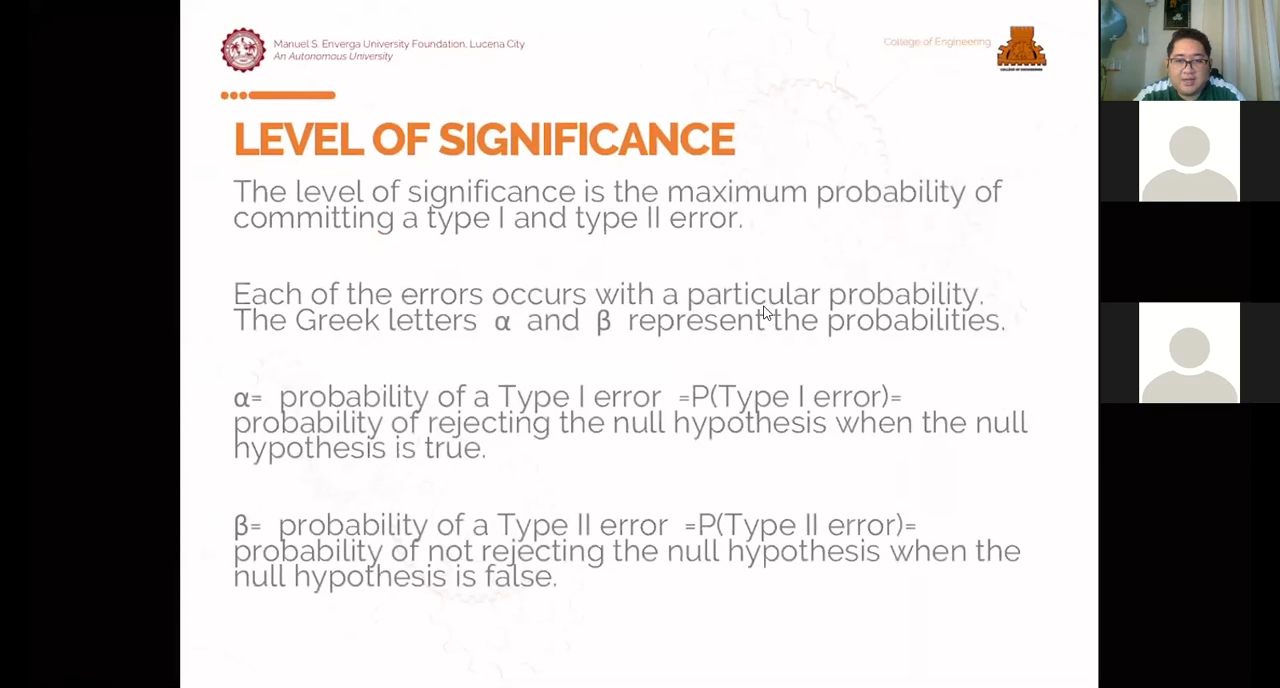 Manuel S. Enverga University Foundation, Lucena City
An Autonomous University
College of Engineering
COLLEGE OF ENGINEERING
LEVEL OF SIGNIFICANCE
The level of significance is the maximum probability of
committing a type I and type II error.
Each of the errors occurs with a particular probability.
The Greek letters α and β represent the probabilities.
α= probability of a Type I error =P(Type I error)=
probability of rejecting the null hypothesis when the null
hypothesis is true.
β= probability of a Type II error =P(Type II error)=
probability of not rejecting the null hypothesis when the
null hypothesis is false.